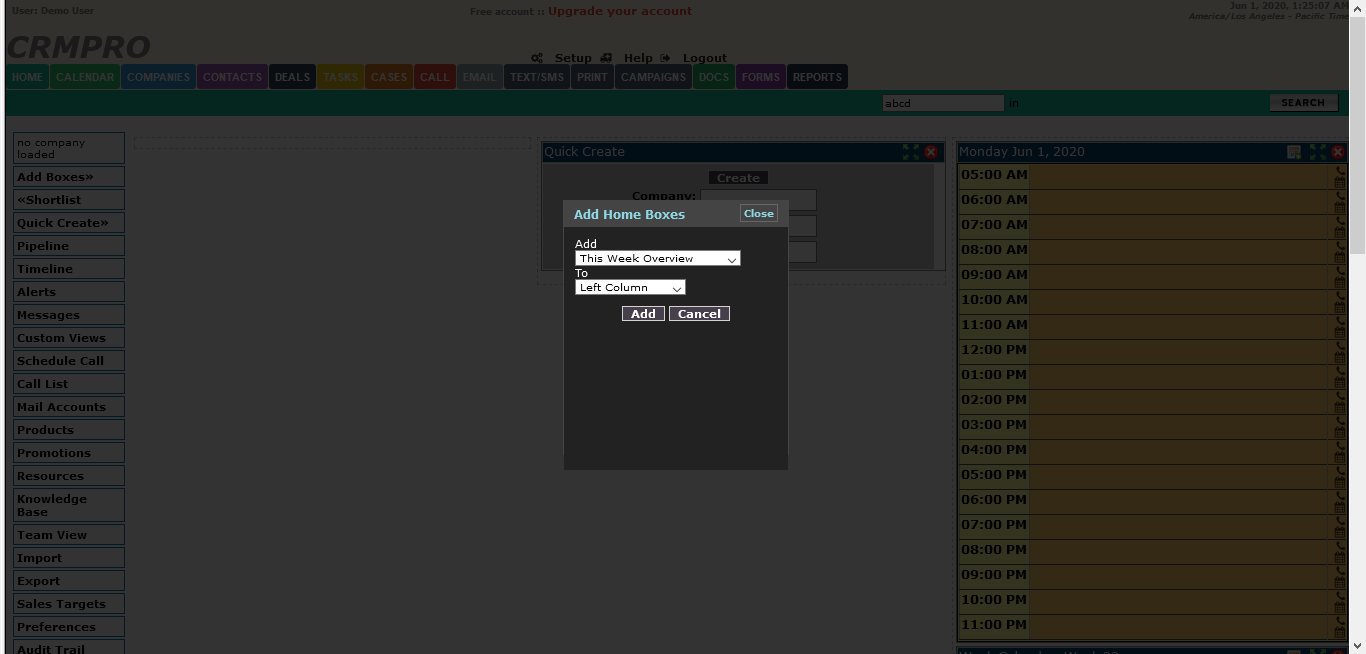 User: Demo User
Free account :: Upgrade your account
Jun 1, 2020, 1:25:07 AM
America/Los Angeles - Pacific Time
CRMPRO
Setup Help Logout
HOME CALENDAR COMPANIES CONTACTS DEALS TASKS CASES CALL EMAIL TEXT/SMS PRINT CAMPAIGNS DOCS FORMS REPORTS
abcd in SEARCH
no company
loaded
Add Boxes»
«Shortlist
Quick Create»
Pipeline
Timeline
Alerts
Messages
Custom Views
Schedule Call
Call List
Mail Accounts
Products
Promotions
Resources
Knowledge
Base
Team View
Import
Export
Sales Targets
Preferences
Audit Trail
Quick Create
Create
Company:
Add Home Boxes Close
Add
This Week Overview
To
Left Column
Add Cancel
Monday Jun 1, 2020
05:00 AM
06:00 AM
07:00 AM
08:00 AM
09:00 AM
10:00 AM
11:00 AM
12:00 PM
01:00 PM
02:00 PM
03:00 PM
04:00 PM
05:00 PM
06:00 PM
07:00 PM
08:00 PM
09:00 PM
10:00 PM
11:00 PM